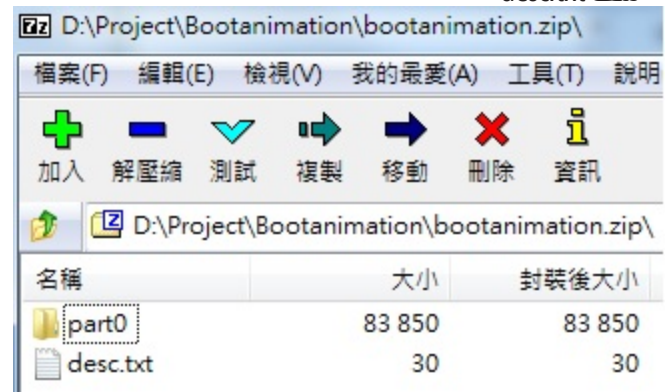 D:\Project\Bootanimation\bootanimation.zip\
檔案(F) 編輯(E) 檢視(V) 我的最愛(A) 工具(T) 說明
加入 解壓縮 測試 複製 移動 刪除 資訊
D:\Project\Bootanimation\bootanimation.zip\
名稱 大小 封裝後大小
part0 83 850 83 850
desc.txt 30 30